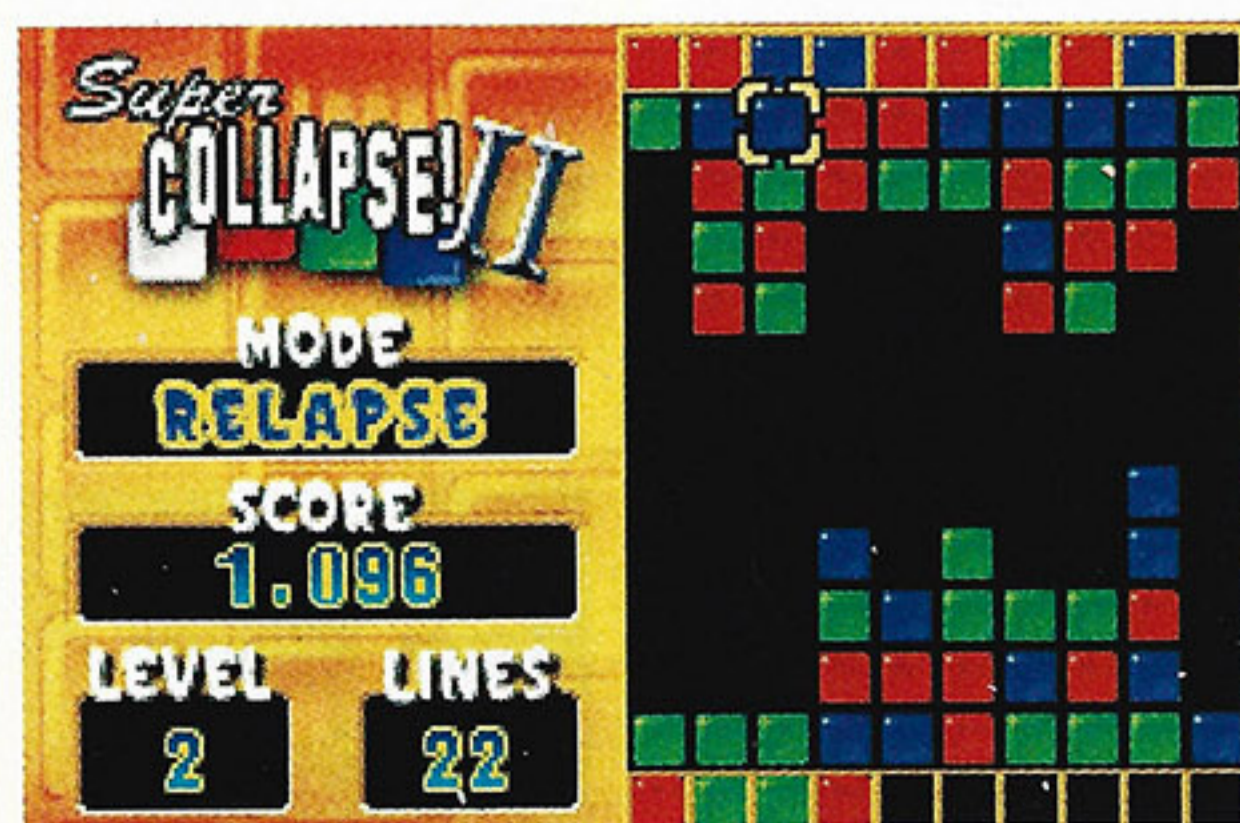 Super
COLLAPSE! II
MODE
RELAPSE
SCORE
1.096
LEVEL LINES
2 22